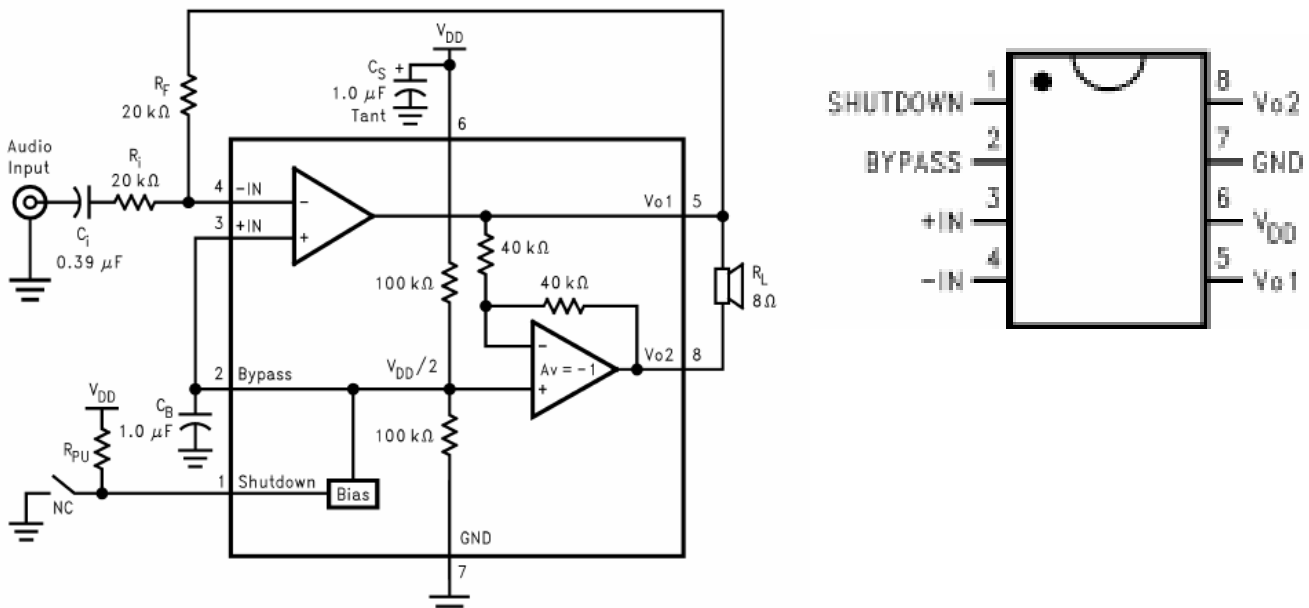 V_DD
C_S +
1.0 μF
Tant
6
R_F
20 kΩ
Audio
Input
R_i
20 kΩ
C_i
0.39 μF
4 -IN
-
3 +IN
+
Vo1 5
40 kΩ
100 kΩ
40 kΩ
R_L
8 Ω
-
Av = -1
+
Vo2 8
2 Bypass
V_DD/2
C_B
1.0 μF
100 kΩ
V_DD
R_PU
NC
1 Shutdown
Bias
GND
7
1
SHUTDOWN
2
BYPASS
3
+IN
4
-IN
8
Vo2
7
GND
6
V_DD
5
Vo1